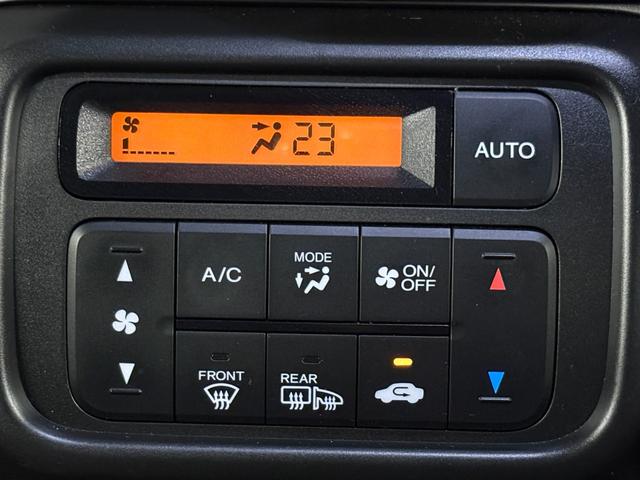 23
AUTO
A/C
MODE
ON/
OFF
FRONT
REAR